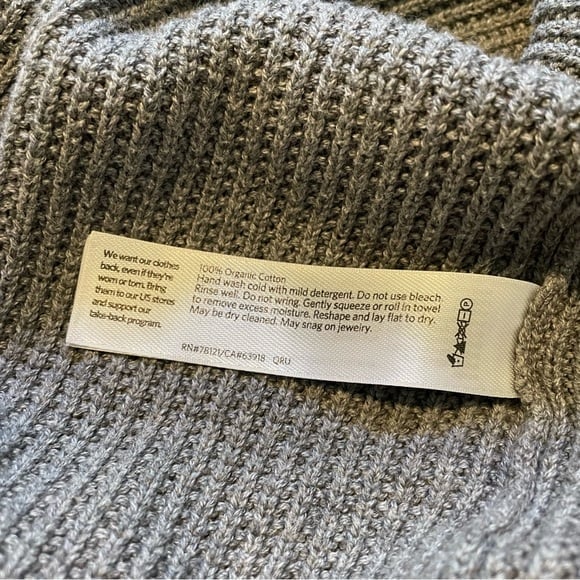 We want our clothes
back, even if they're
worn or torn. Bring
them to our US stores
and support our
take-back program.
100% Organic Cotton
Hand wash cold with mild detergent. Do not use bleach.
Rinse well. Do not wring. Gently squeeze or roll in towel
to remove excess moisture. Reshape and lay flat to dry.
May be dry cleaned. May snag on jewelry.
RN#78121/CA#63918 QRU
P